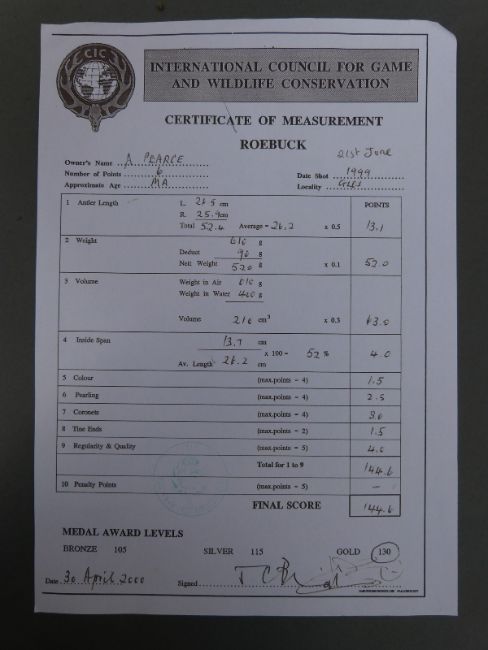 CIC
INTERNATIONAL COUNCIL FOR GAME
AND WILDLIFE CONSERVATION
CERTIFICATE OF MEASUREMENT
ROEBUCK
21st June
Owner's Name A PEARCE
Number of Points 6 Date Shot 1999
Approximate Age MA Locality GLOS
POINTS
1 Antler Length L. 26.5 cm
R. 25.9 cm
Total 52.4 Average = 26.2 x 0.5 13.1
2 Weight 610 g
Deduct 90 g
Nett Weight 520 g x 0.1 52.0
3 Volume Weight in Air 610 g
Weight in Water 400 g
Volume 210 cm³ x 0.3 63.0
4 Inside Span 13.7 cm
x 100 = 52 % 4.0
Av. Length 26.2 cm
5 Colour (max.points - 4) 1.5
6 Pearling (max.points - 4) 2.5
7 Coronets (max.points - 4) 3.0
8 Tine Ends (max.points - 2) 1.5
9 Regularity & Quality (max.points - 5) 4.0
Total for 1 to 9 144.6
10 Penalty Points (max.points - 5) -
FINAL SCORE 144.6
MEDAL AWARD LEVELS
BRONZE 105 SILVER 115 GOLD 130
Date 30 April 2000 Signed